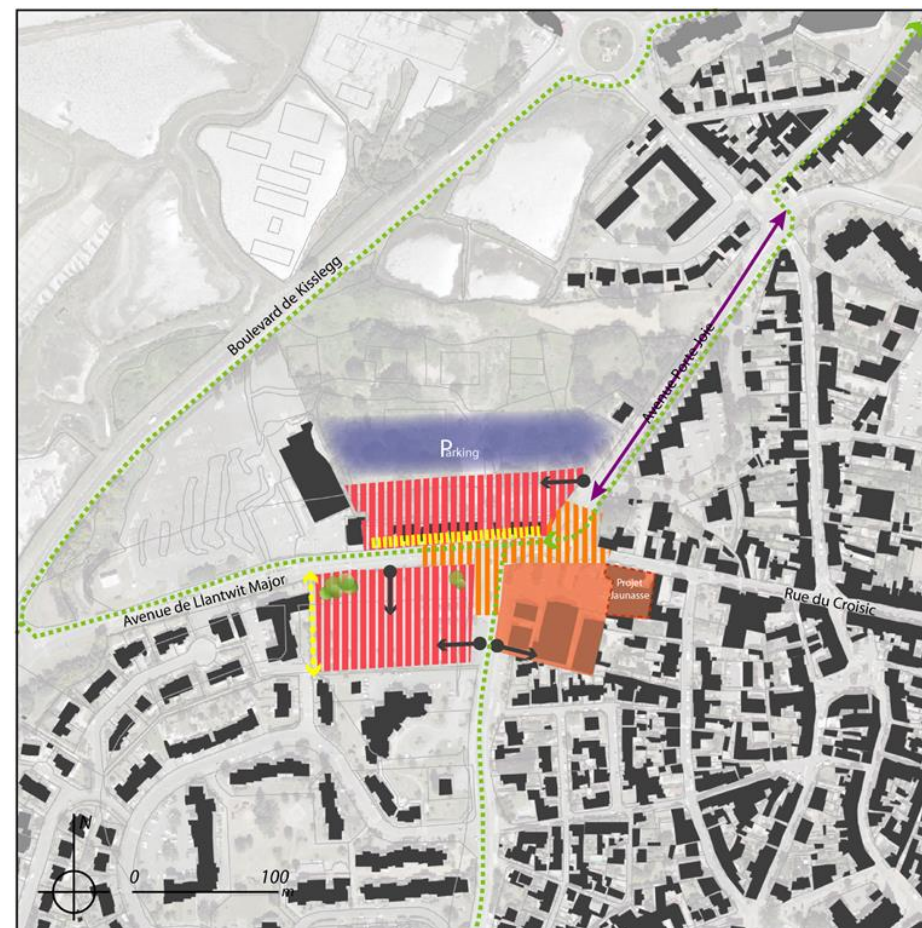 Boulevard de Kisslegg
Avenue Porte Joie
Parking
Avenue de Llantwit Major
Projet
Jaunasse
Rue du Croisic
N
0 100
m